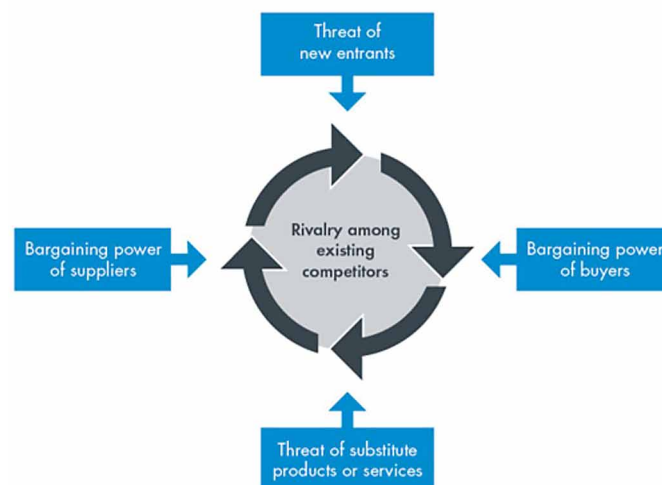 Threat of
new entrants
Bargaining power
of suppliers
Rivalry among
existing
competitors
Bargaining power
of buyers
Threat of substitute
products or services